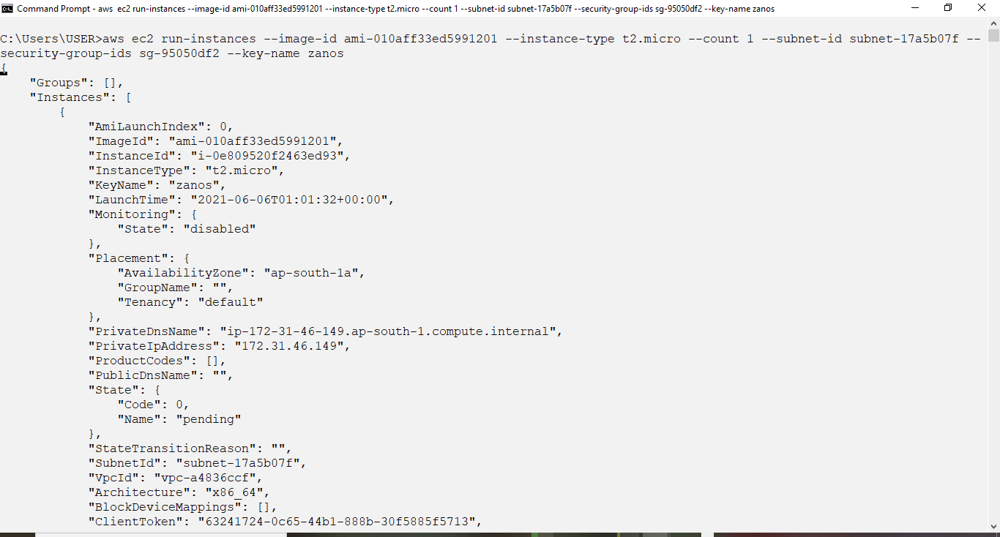 Command Prompt - aws  ec2 run-instances --image-id ami-010aff33ed5991201 --instance-type t2.micro --count 1 --subnet-id subnet-17a5b07f --security-group-ids sg-95050df2 --key-name zanos
C:\Users\USER>aws  ec2 run-instances --image-id ami-010aff33ed5991201 --instance-type t2.micro --count 1 --subnet-id subnet-17a5b07f --
security-group-ids sg-95050df2 --key-name zanos
{
    "Groups": [],
    "Instances": [
        {
            "AmiLaunchIndex": 0,
            "ImageId": "ami-010aff33ed5991201",
            "InstanceId": "i-0e809520f2463ed93",
            "InstanceType": "t2.micro",
            "KeyName": "zanos",
            "LaunchTime": "2021-06-06T01:01:32+00:00",
            "Monitoring": {
                "State": "disabled"
            },
            "Placement": {
                "AvailabilityZone": "ap-south-1a",
                "GroupName": "",
                "Tenancy": "default"
            },
            "PrivateDnsName": "ip-172-31-46-149.ap-south-1.compute.internal",
            "PrivateIpAddress": "172.31.46.149",
            "ProductCodes": [],
            "PublicDnsName": "",
            "State": {
                "Code": 0,
                "Name": "pending"
            },
            "StateTransitionReason": "",
            "SubnetId": "subnet-17a5b07f",
            "VpcId": "vpc-a4836ccf",
            "Architecture": "x86_64",
            "BlockDeviceMappings": [],
            "ClientToken": "63241724-0c65-44b1-888b-30f5885f5713",